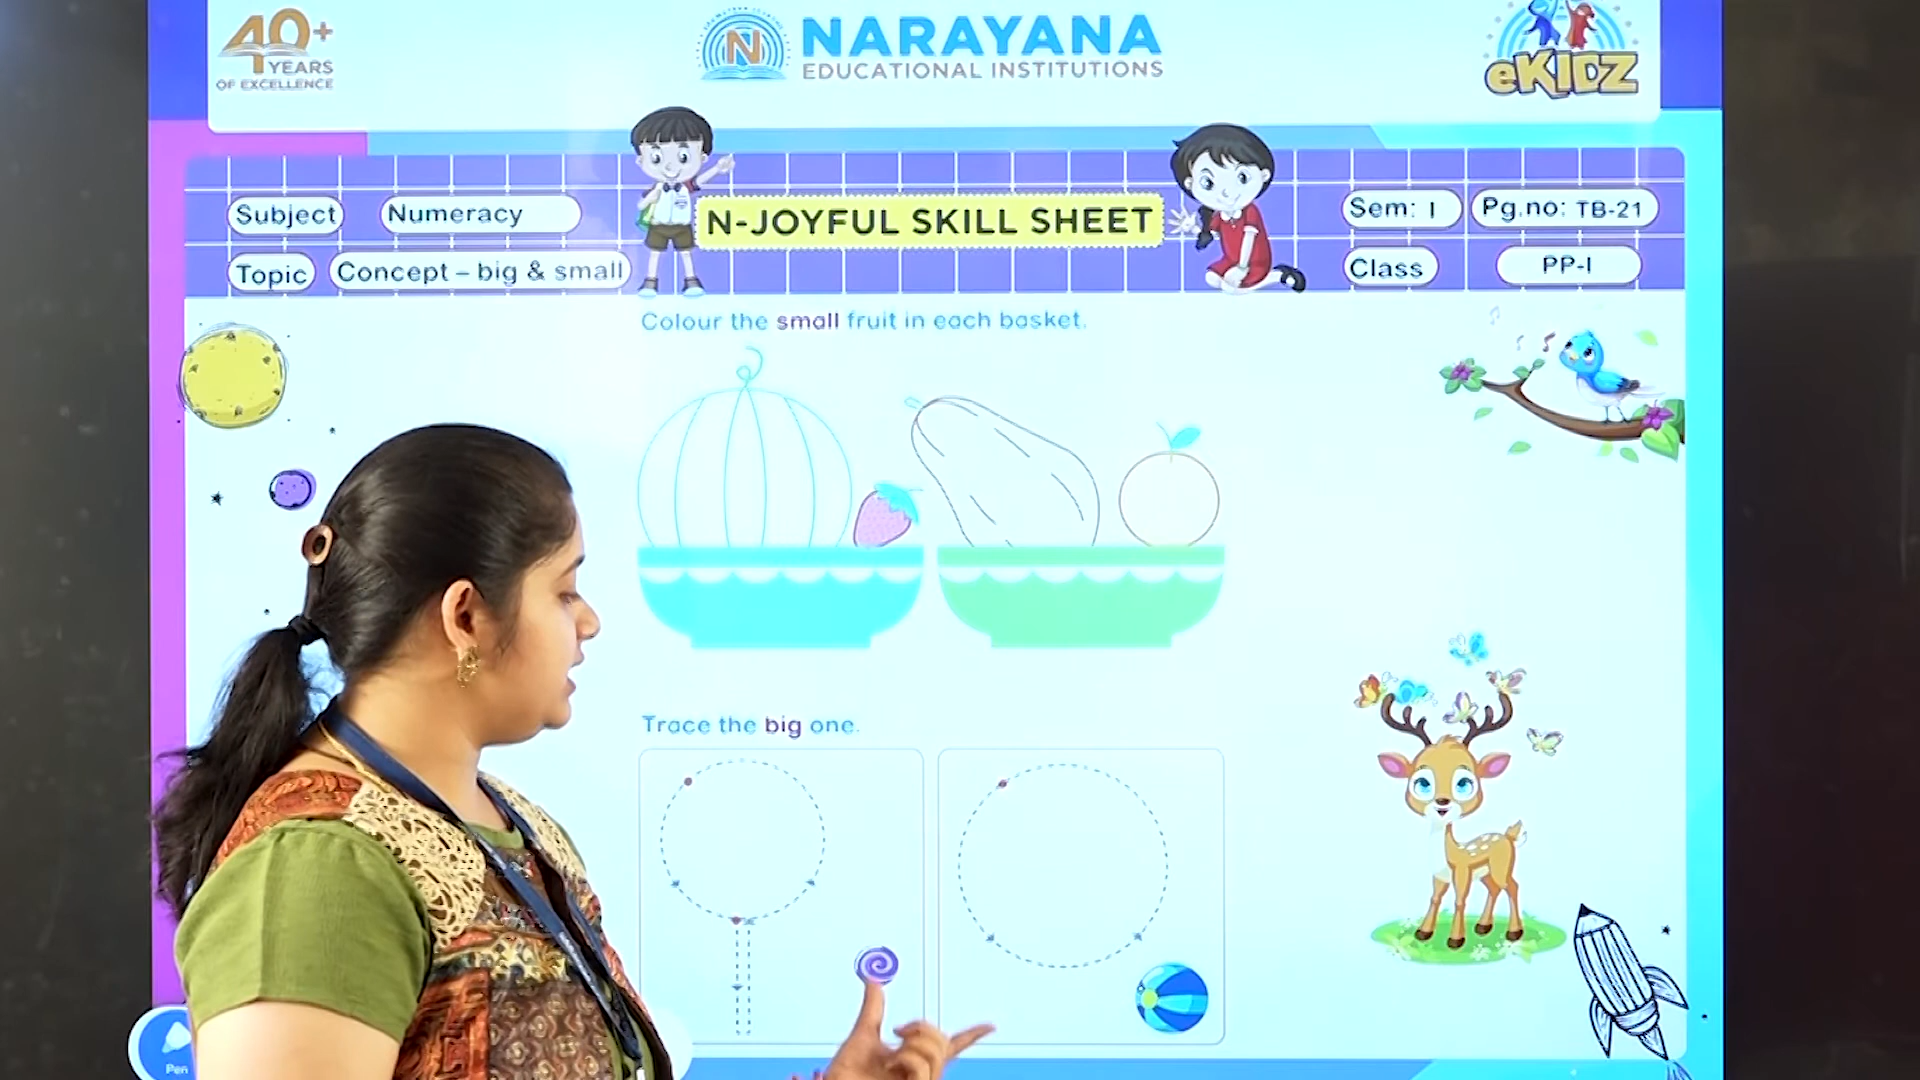 40+
YEARS
OF EXCELLENCE
N
NARAYANA
EDUCATIONAL INSTITUTIONS
eKIDZ
Subject Numeracy
Topic Concept – big & small
N-JOYFUL SKILL SHEET
Sem: I Pg.no: TB-21
Class PP-I
Colour the small fruit in each basket.
Trace the big one.
Pen